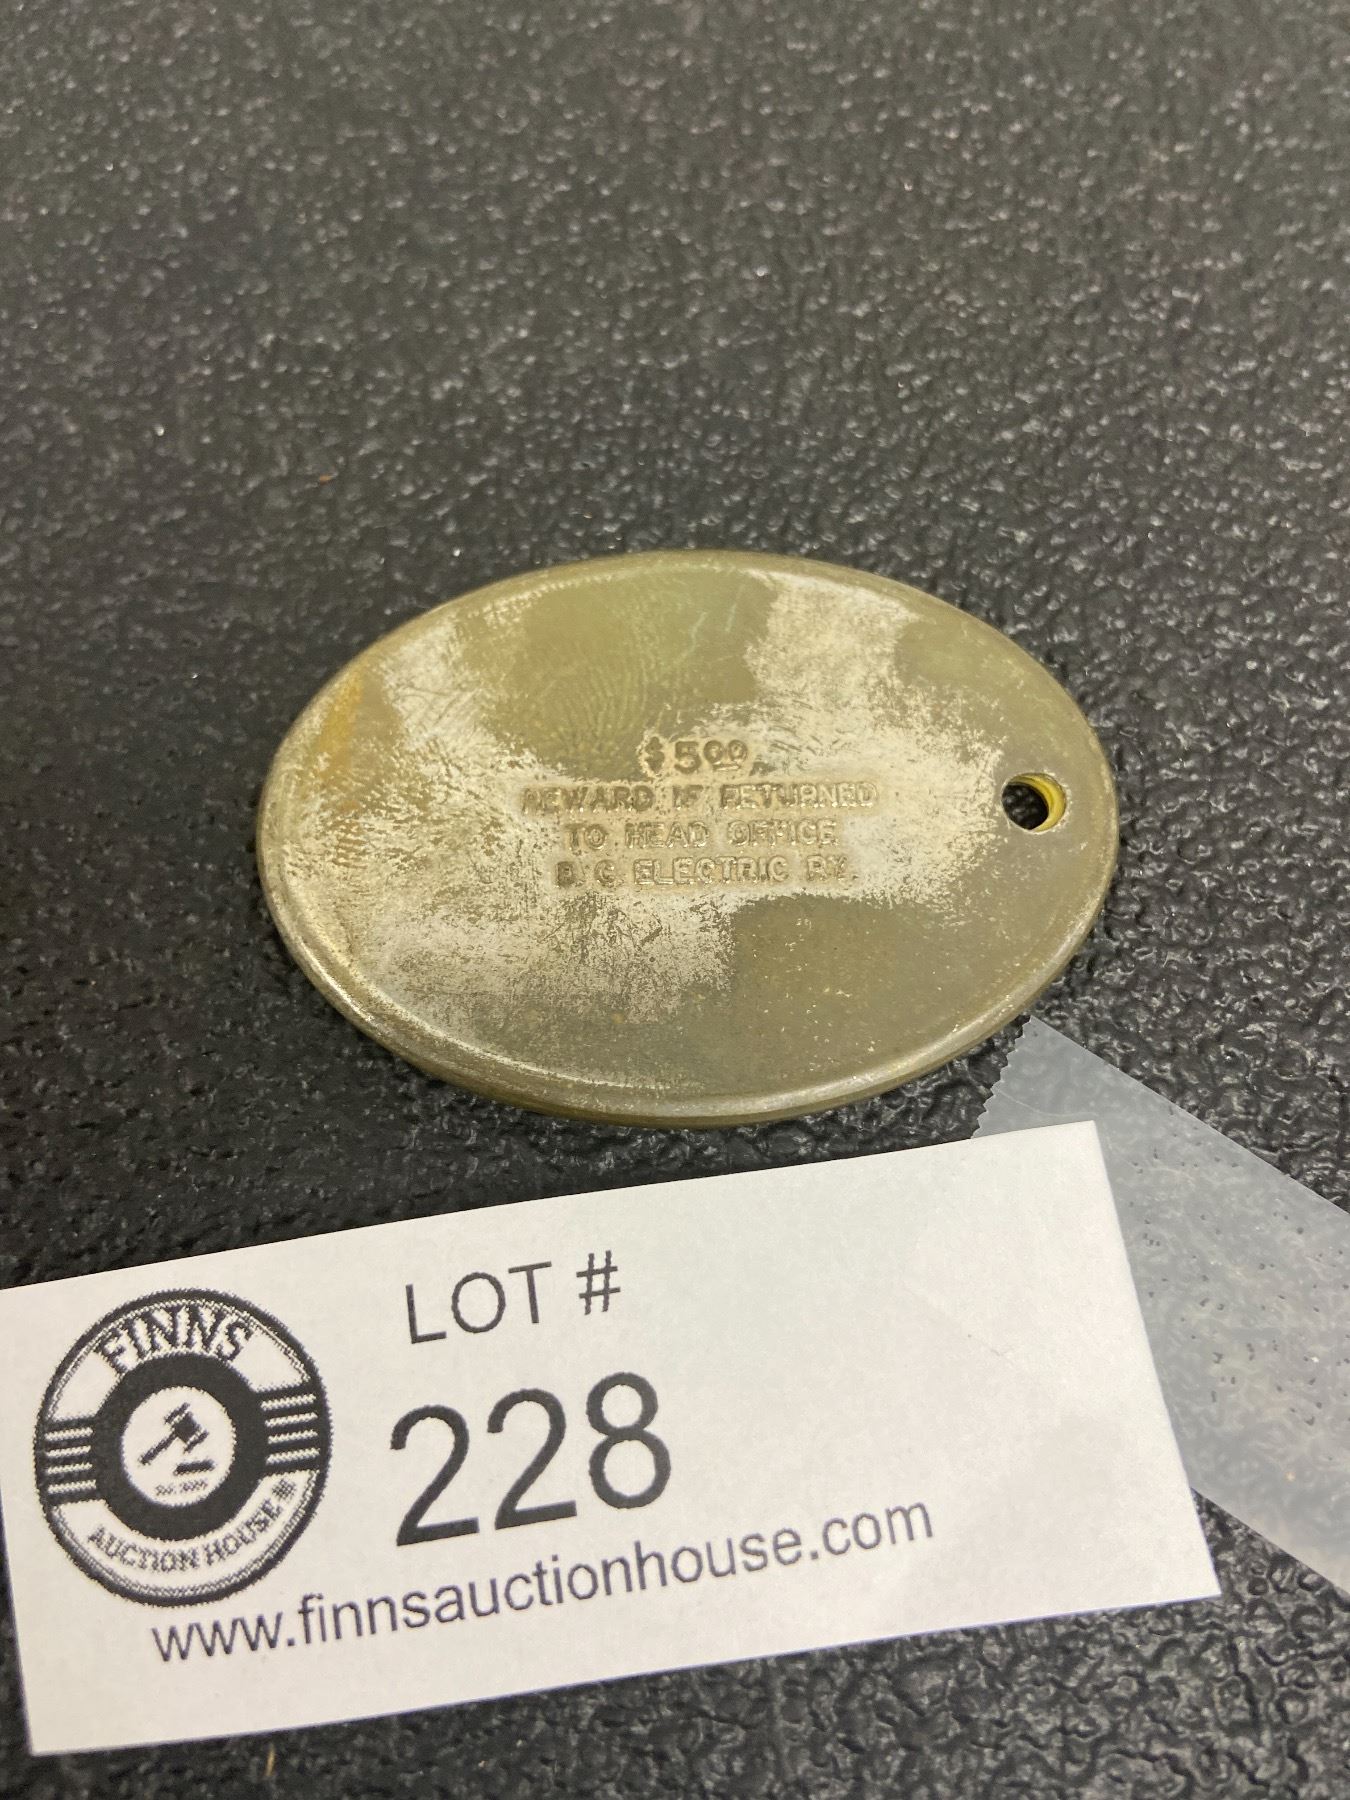 $5.00
REWARD IF RETURNED
TO HEAD OFFICE
B. C. ELECTRIC RY.
LOT #
FINNS
228
AUCTION HOUSE
www.finnsauctionhouse.com